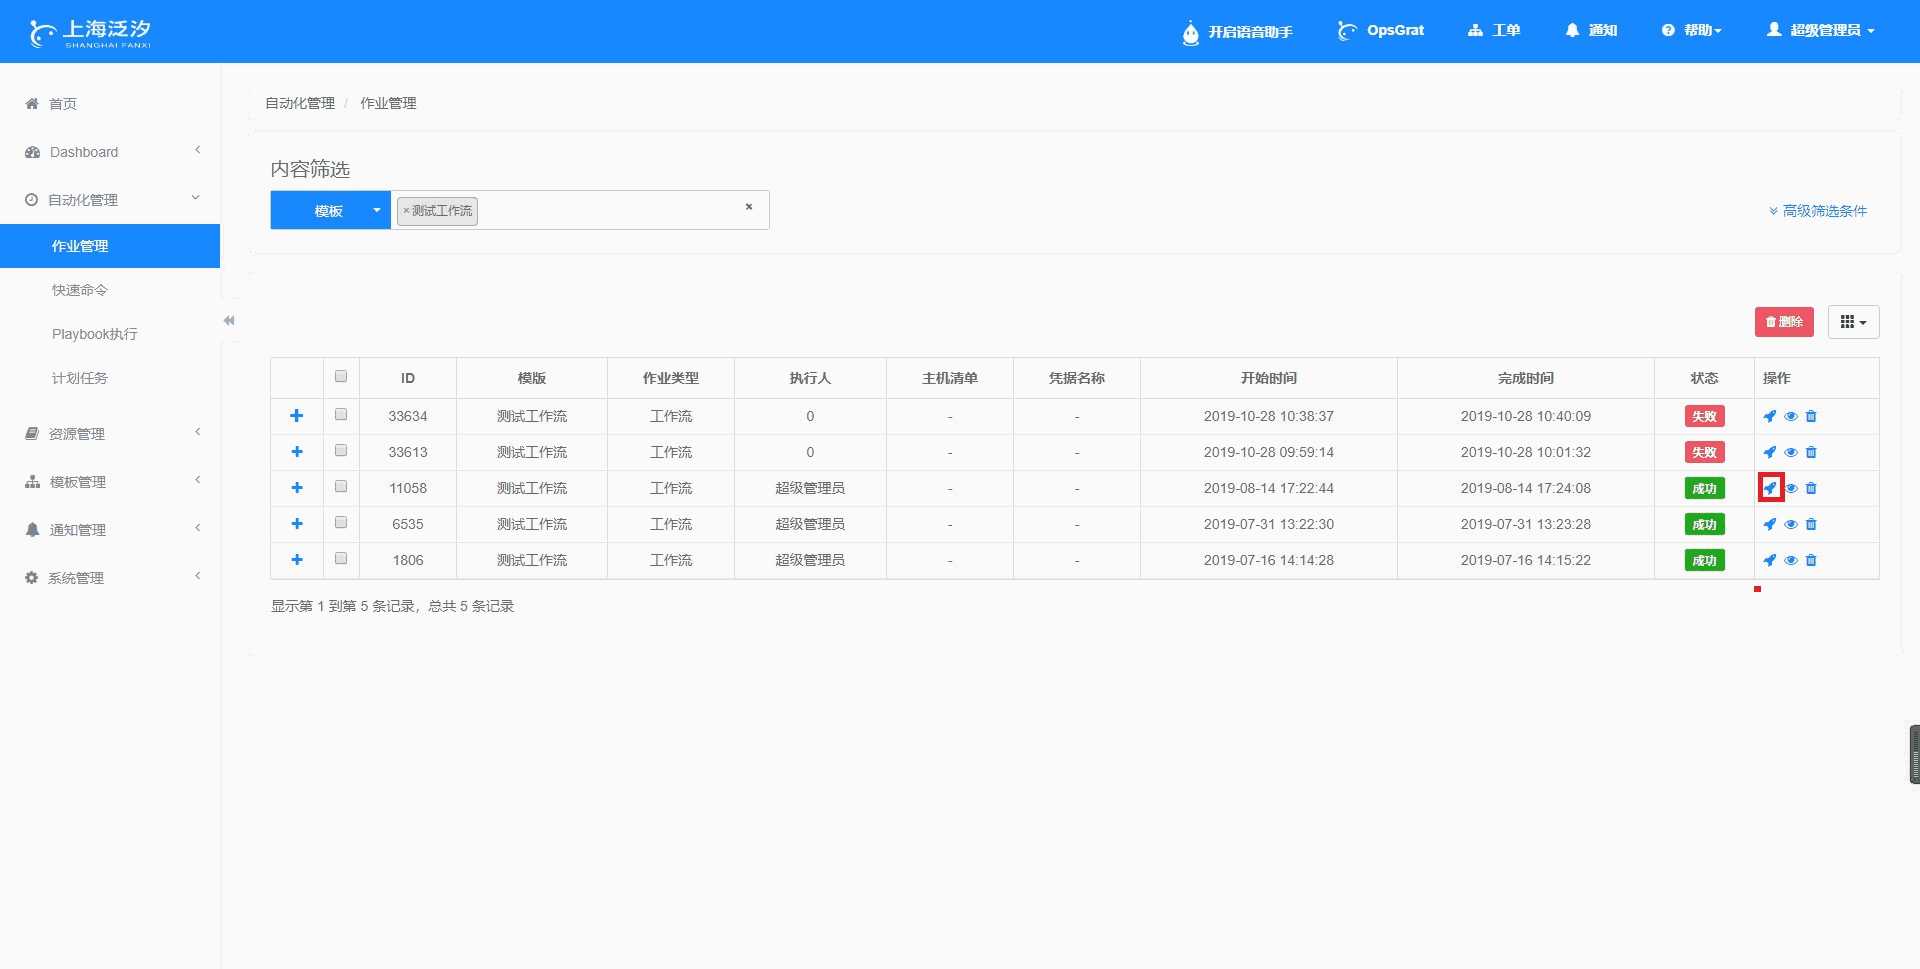 上海泛汐
SHANGHAI FANXI
开启语音助手
OpsGrat
工单
通知
帮助
超级管理员
首页
Dashboard
自动化管理
作业管理
快速命令
Playbook执行
计划任务
资源管理
模板管理
通知管理
系统管理
自动化管理 / 作业管理
内容筛选
模板 ×测试工作流 ×
高级筛选条件
删除
ID 模版 作业类型 执行人 主机清单 凭据名称 开始时间 完成时间 状态 操作
33634 测试工作流 工作流 0 - - 2019-10-28 10:38:37 2019-10-28 10:40:09 失败
33613 测试工作流 工作流 0 - - 2019-10-28 09:59:14 2019-10-28 10:01:32 失败
11058 测试工作流 工作流 超级管理员 - - 2019-08-14 17:22:44 2019-08-14 17:24:08 成功
6535 测试工作流 工作流 超级管理员 - - 2019-07-31 13:22:30 2019-07-31 13:23:28 成功
1806 测试工作流 工作流 超级管理员 - - 2019-07-16 14:14:28 2019-07-16 14:15:22 成功
显示第 1 到第 5 条记录，总共 5 条记录